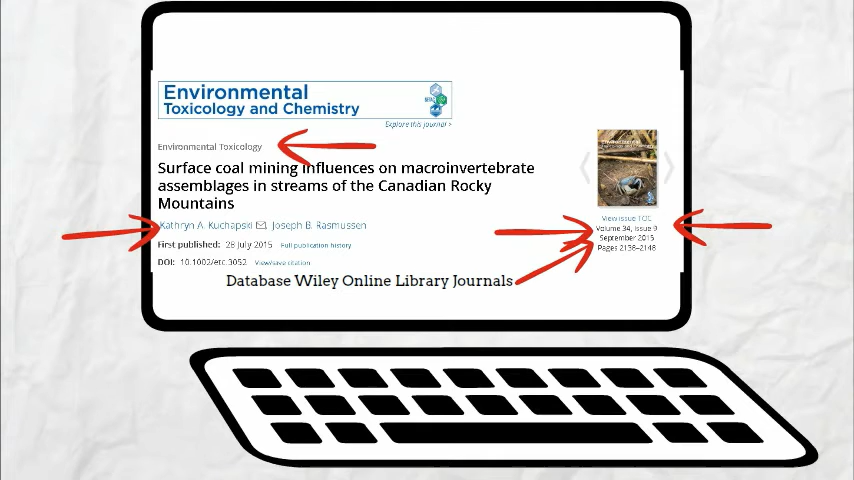 Environmental
Toxicology and Chemistry
Explore this journal >
Environmental Toxicology
Surface coal mining influences on macroinvertebrate
assemblages in streams of the Canadian Rocky
Mountains
Kathryn A. Kuchapski Joseph B. Rasmussen
First published: 28 July 2015 Full publication history
DOI: 10.1002/etc.3052 View/save citation
View issue TOC
Volume 34, Issue 9
September 2015
Pages 2138–2148
Database Wiley Online Library Journals